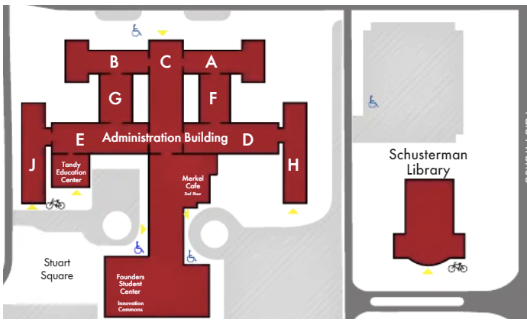 B
C
A
G
F
Administration Building
E
D
J
H
Tandy
Education
Center
Merkel
Cafe
2nd Floor
Schusterman
Library
Stuart
Square
Founders
Student
Center
Innovation
Commons